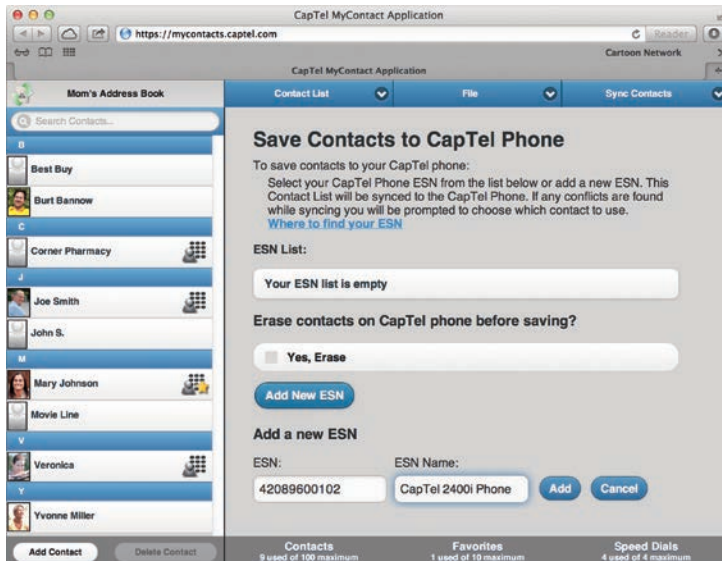 CapTel MyContact Application
https://mycontacts.captel.com
Reader
Cartoon Network
CapTel MyContact Application
Mom's Address Book
Contact List
File
Sync Contacts
Search Contacts...
B
Best Buy
Burt Bannow
C
Corner Pharmacy
J
Joe Smith
John S.
M
Mary Johnson
Movie Line
V
Veronica
Y
Yvonne Miller
Add Contact
Delete Contact
Save Contacts to CapTel Phone
To save contacts to your CapTel phone:
Select your CapTel Phone ESN from the list below or add a new ESN. This
Contact List will be synced to the CapTel Phone. If any conflicts are found
while syncing you will be prompted to choose which contact to use.
Where to find your ESN
ESN List:
Your ESN list is empty
Erase contacts on CapTel phone before saving?
Yes, Erase
Add New ESN
Add a new ESN
ESN:
ESN Name:
42089600102
CapTel 2400i Phone
Add
Cancel
Contacts
9 used of 100 maximum
Favorites
1 used of 10 maximum
Speed Dials
4 used of 4 maximum